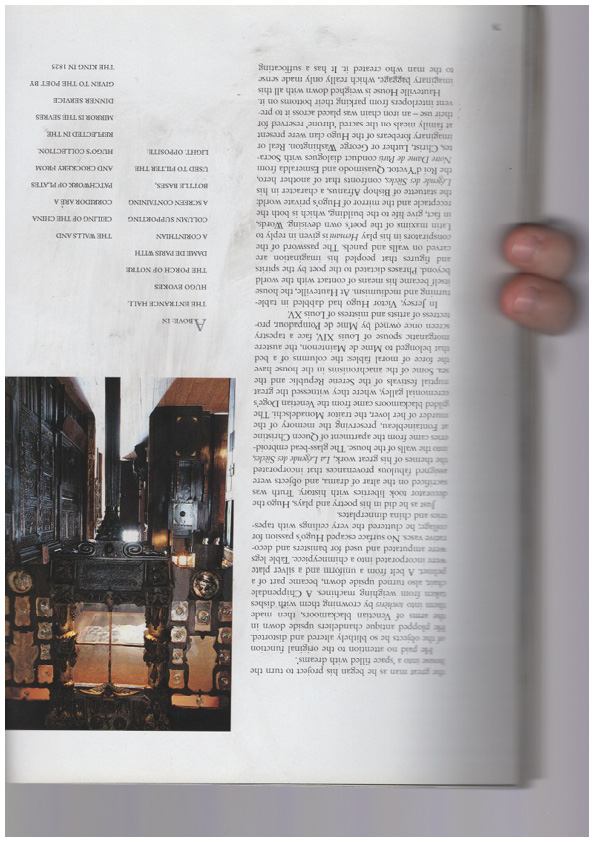 the great man as he began his project to turn the
house into a 'space filled with dreams'.
He paid no attention to the original function
of the objects he so blithely altered and distorted.
He plopped antique chandeliers upside down in
the arms of Venetian blackamoors, then made
them into torchères by crowning them with dishes
taken from weighing machines. A Chippendale
chair, also turned upside down, became part of a
pelmet. A belt from a uniform and a silver plate
were incorporated into a chimneypiece. Table legs
were amputated and used for banisters and deco-
rative vases. No surface escaped Hugo's passion for
collage; he cluttered the very ceilings with tapes-
tries and china dinnerplates.
Just as he did in his poetry and plays, Hugo the
decorator took liberties with history. Truth was
sacrificed on the altar of drama, and objects were
assigned fabulous provenances that incorporated
the themes of his great work, La Légende des Siècles,
into the walls of the house. The glass-bead embroid-
eries came from the apartment of Queen Christine
at Fontainebleau, preserving the memory of the
murder of her lover, the traitor Monadelschi. The
gilded blackamoors came from the Venetian Doge's
ceremonial galley, where they witnessed the great
nuptial festivals of the Serene Republic and the
sea. Some of the anachronisms in the house have
the force of moral fables: the columns of a bed
that belonged to Mme de Maintenon, the austere
morganatic spouse of Louis XIV, face a tapestry
screen once owned by Mme de Pompadour, pro-
tectress of artists and mistress of Louis XV.
In Jersey, Victor Hugo had dabbled in table-
turning and mediumism. At Hauteville, the house
itself became his means of contact with the world
beyond. Phrases dictated to the poet by the spirits
and figures that peopled his imagination are
carved on walls and panels. The password of the
conspirators in his play Hernani is given in reply to
Latin maxims of the poet's own devising. Words,
in fact, give life to the building, which is both the
receptacle and the mirror of Hugo's private world:
the statuette of Bishop Aframus, a character in his
Légende des Siècles, confronts that of another hero,
the Roi d'Yvetot. Quasimodo and Esmeralda from
Notre Dame de Paris conduct dialogues with Socra-
tes, Christ, Luther or George Washington. Real or
imaginary forebears of the Hugo clan were present
at family meals on the sacred 'throne' reserved for
their use – an iron chain was placed across it to pre-
vent interlopers from parking their bottoms on it.
Hauteville House is weighed down with all this
imaginary baggage, which really only made sense
to the man who created it. It has a suffocating
ABOVE: IN
THE ENTRANCE HALL
HUGO EVOKES
THE PORCH OF NOTRE
DAME DE PARIS WITH
A CORINTHIAN
COLUMN SUPPORTING
A SCREEN CONTAINING
BOTTLE BASES,
USED TO FILTER THE
LIGHT. OPPOSITE:
THE WALLS AND
CEILING OF THE CHINA
CORRIDOR ARE A
PATCHWORK OF PLATES
AND CROCKERY FROM
HUGO'S COLLECTION.
REFLECTED IN THE
MIRROR IS THE SEVRES
DINNER SERVICE
GIVEN TO THE POET BY
THE KING IN 1825